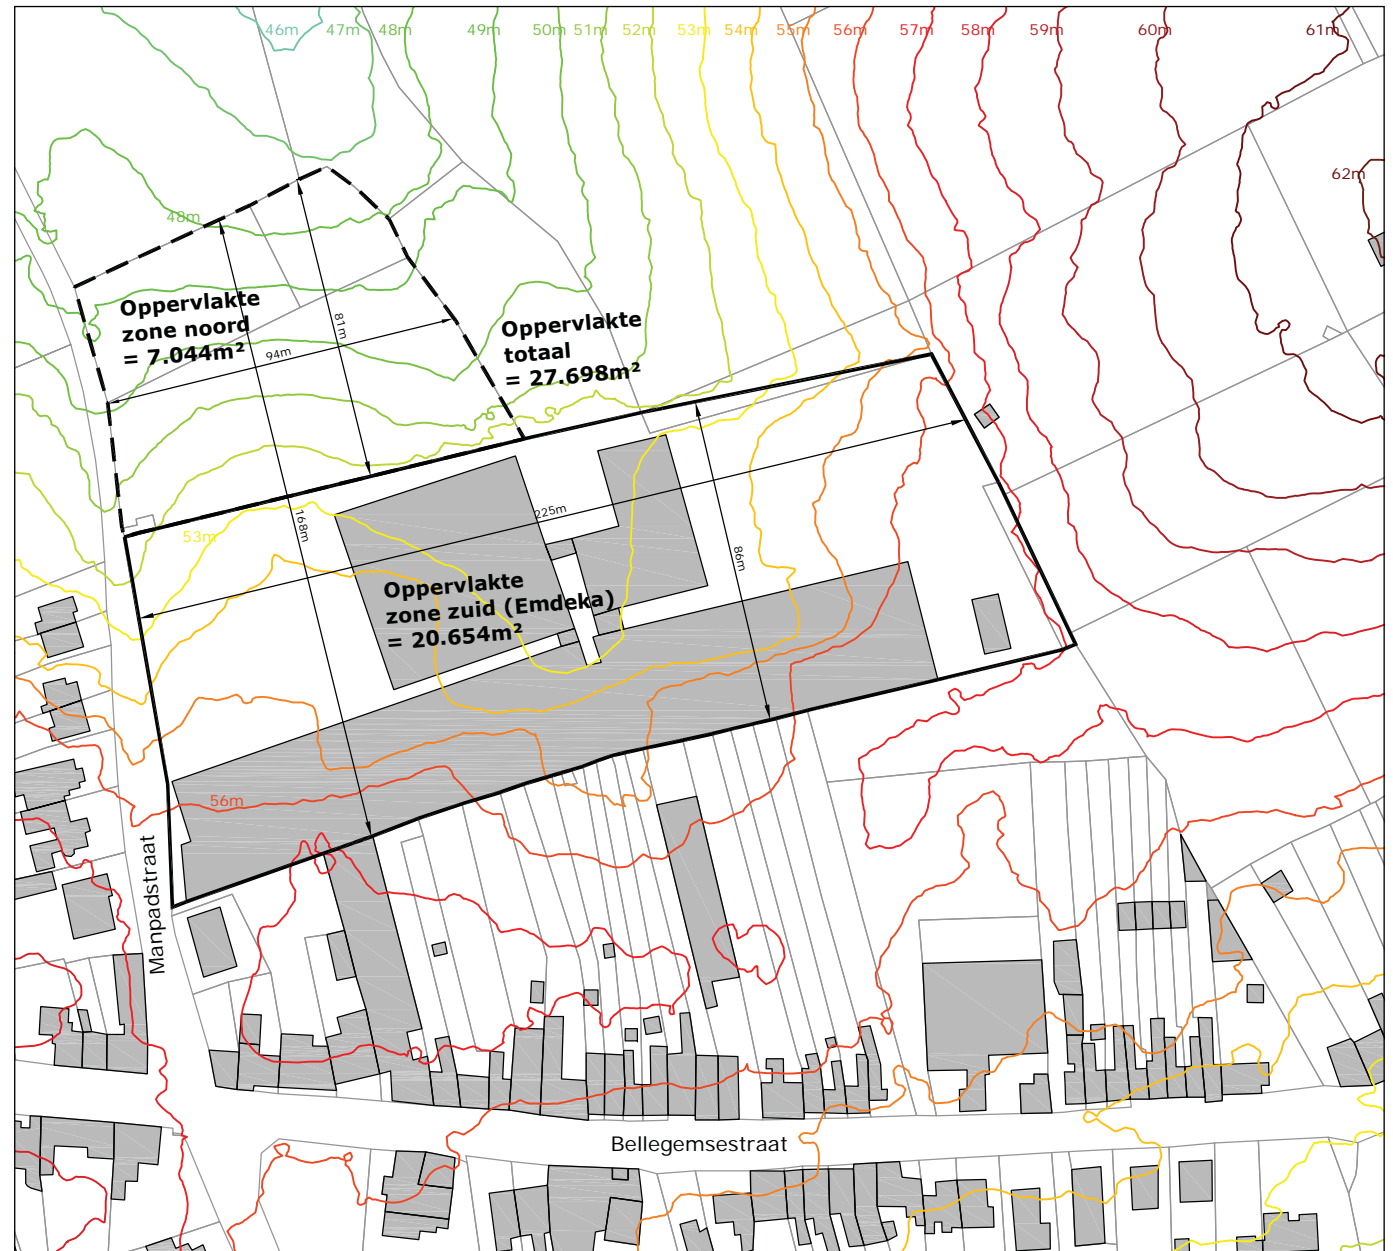 46m 47m 48m 49m 50m 51m 52m 53m 54m 55m 56m 57m 58m 59m 60m 61m
62m
48m
Oppervlakte
zone noord
= 7.044m²
81m
94m
Oppervlakte
totaal
= 27.698m²
53m
168m
225m
86m
Oppervlakte
zone zuid (Emdeka)
= 20.654m²
56m
Manpadstraat
Bellegemsestraat